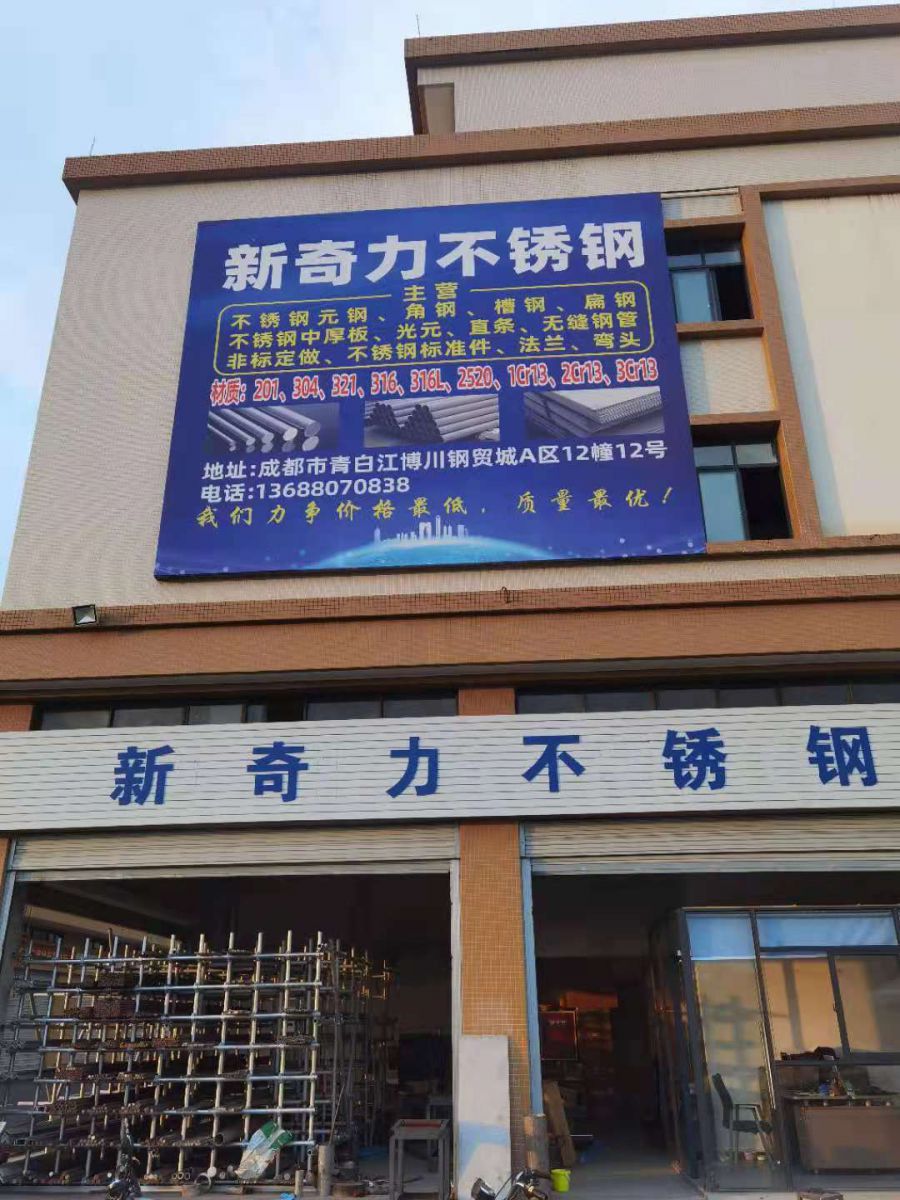 新奇力不锈钢
主营
不锈钢元钢、角钢、槽钢、扁钢
不锈钢中厚板、光元、直条、无缝钢管
非标定做、不锈钢标准件、法兰、弯头
材质：201、304、321、316、316L、2520、1Cr13、2Cr13、3Cr13
地址:成都市青白江博川钢贸城A区12幢12号
电话:13688070838
我们力争价格最低，质量最优！
新奇力不锈钢